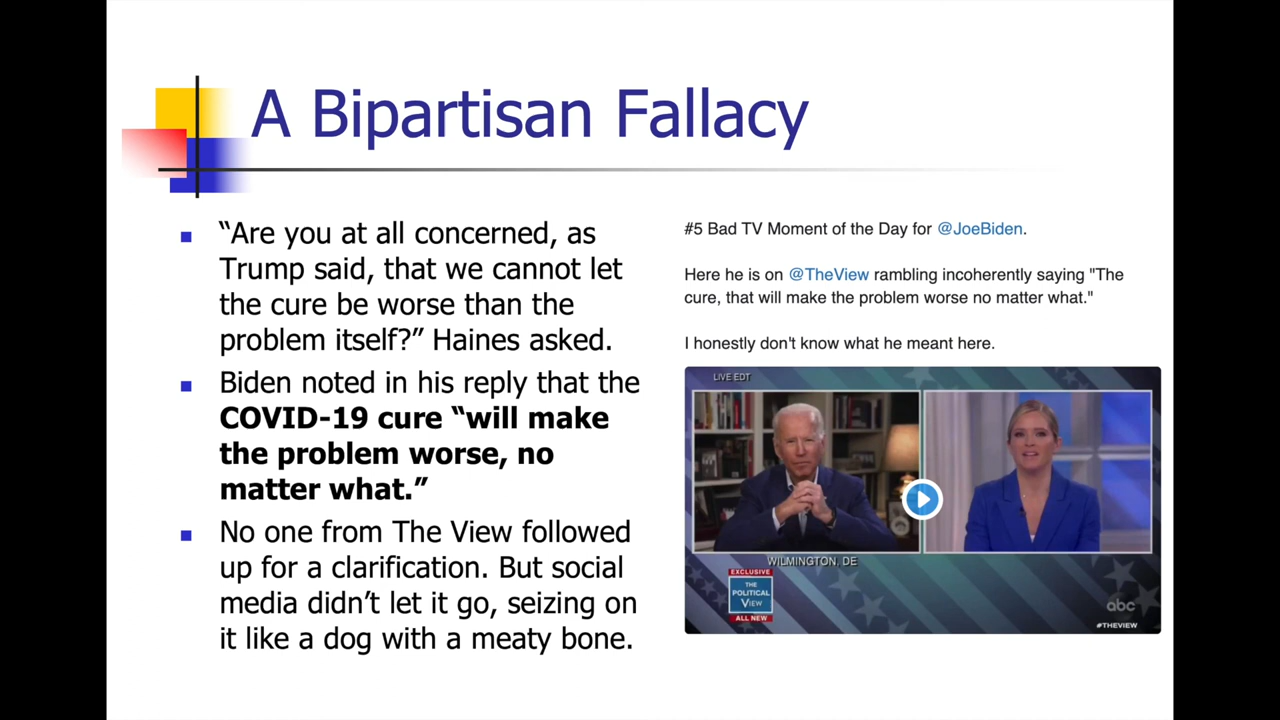 A Bipartisan Fallacy
“Are you at all concerned, as
Trump said, that we cannot let
the cure be worse than the
problem itself?” Haines asked.
Biden noted in his reply that the
COVID-19 cure “will make
the problem worse, no
matter what.”
No one from The View followed
up for a clarification. But social
media didn’t let it go, seizing on
it like a dog with a meaty bone.
#5 Bad TV Moment of the Day for @JoeBiden.
Here he is on @TheView rambling incoherently saying "The
cure, that will make the problem worse no matter what."
I honestly don't know what he meant here.
LIVE EDT
WILMINGTON, DE
EXCLUSIVE
THE
POLITICAL
VIEW
ALL NEW
abc
#THEVIEW